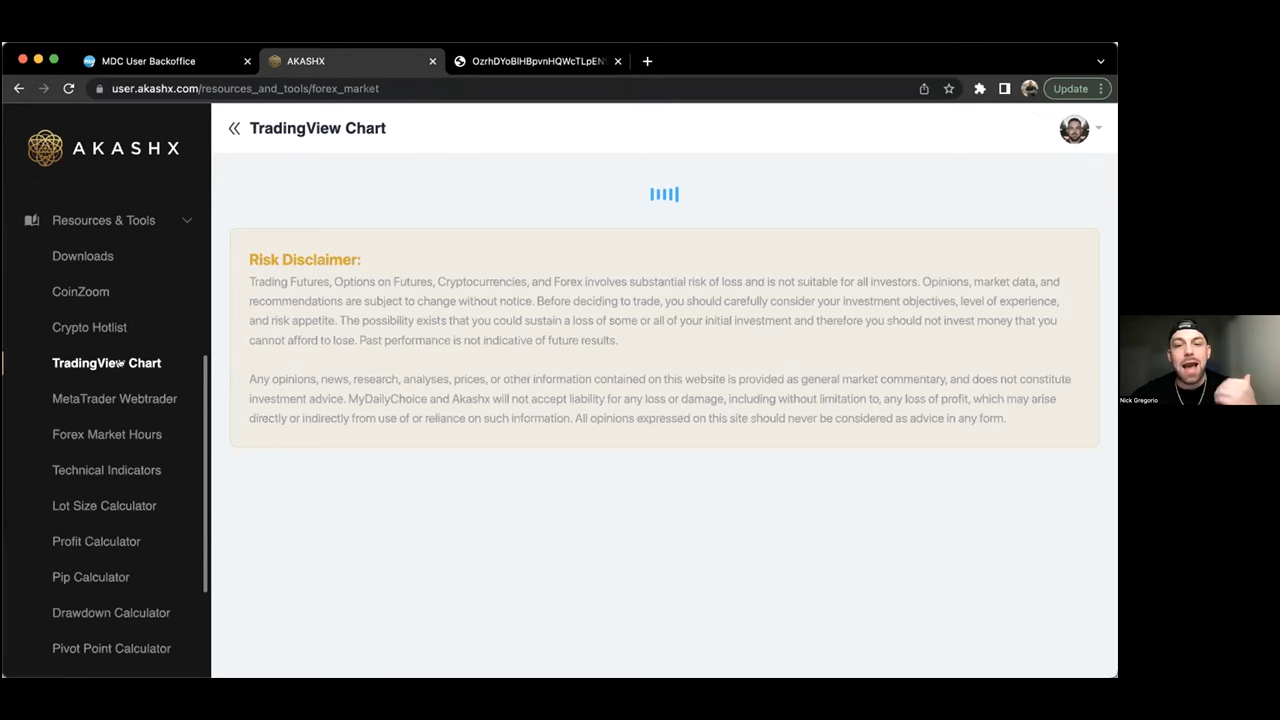 MDC User Backoffice
AKASHX
user.akashx.com/resources_and_tools/forex_market
Update
AKASHX
TradingView Chart
Resources & Tools
Downloads
CoinZoom
Crypto Hotlist
TradingView Chart
MetaTrader Webtrader
Forex Market Hours
Technical Indicators
Lot Size Calculator
Profit Calculator
Pip Calculator
Drawdown Calculator
Pivot Point Calculator
Risk Disclaimer:
Trading Futures, Options on Futures, Cryptocurrencies, and Forex involves substantial risk of loss and is not suitable for all investors. Opinions, market data, and
recommendations are subject to change without notice. Before deciding to trade, you should carefully consider your investment objectives, level of experience,
and risk appetite. The possibility exists that you could sustain a loss of some or all of your initial investment and therefore you should not invest money that you
cannot afford to lose. Past performance is not indicative of future results.
Any opinions, news, research, analyses, prices, or other information contained on this website is provided as general market commentary, and does not constitute
investment advice. MyDailyChoice and Akashx will not accept liability for any loss or damage, including without limitation to, any loss of profit, which may arise
directly or indirectly from use of or reliance on such information. All opinions expressed on this site should never be considered as advice in any form.
Nick Gregorio